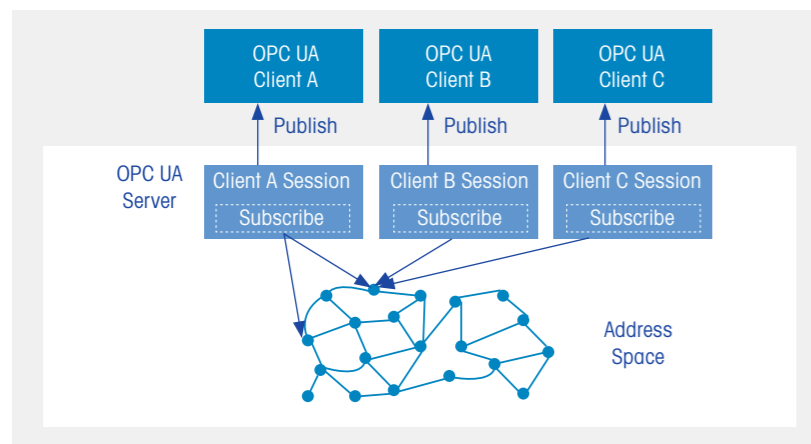 OPC UA
Client A
OPC UA
Client B
OPC UA
Client C
Publish
Publish
Publish
OPC UA
Server
Client A Session
Subscribe
Client B Session
Subscribe
Client C Session
Subscribe
Address
Space